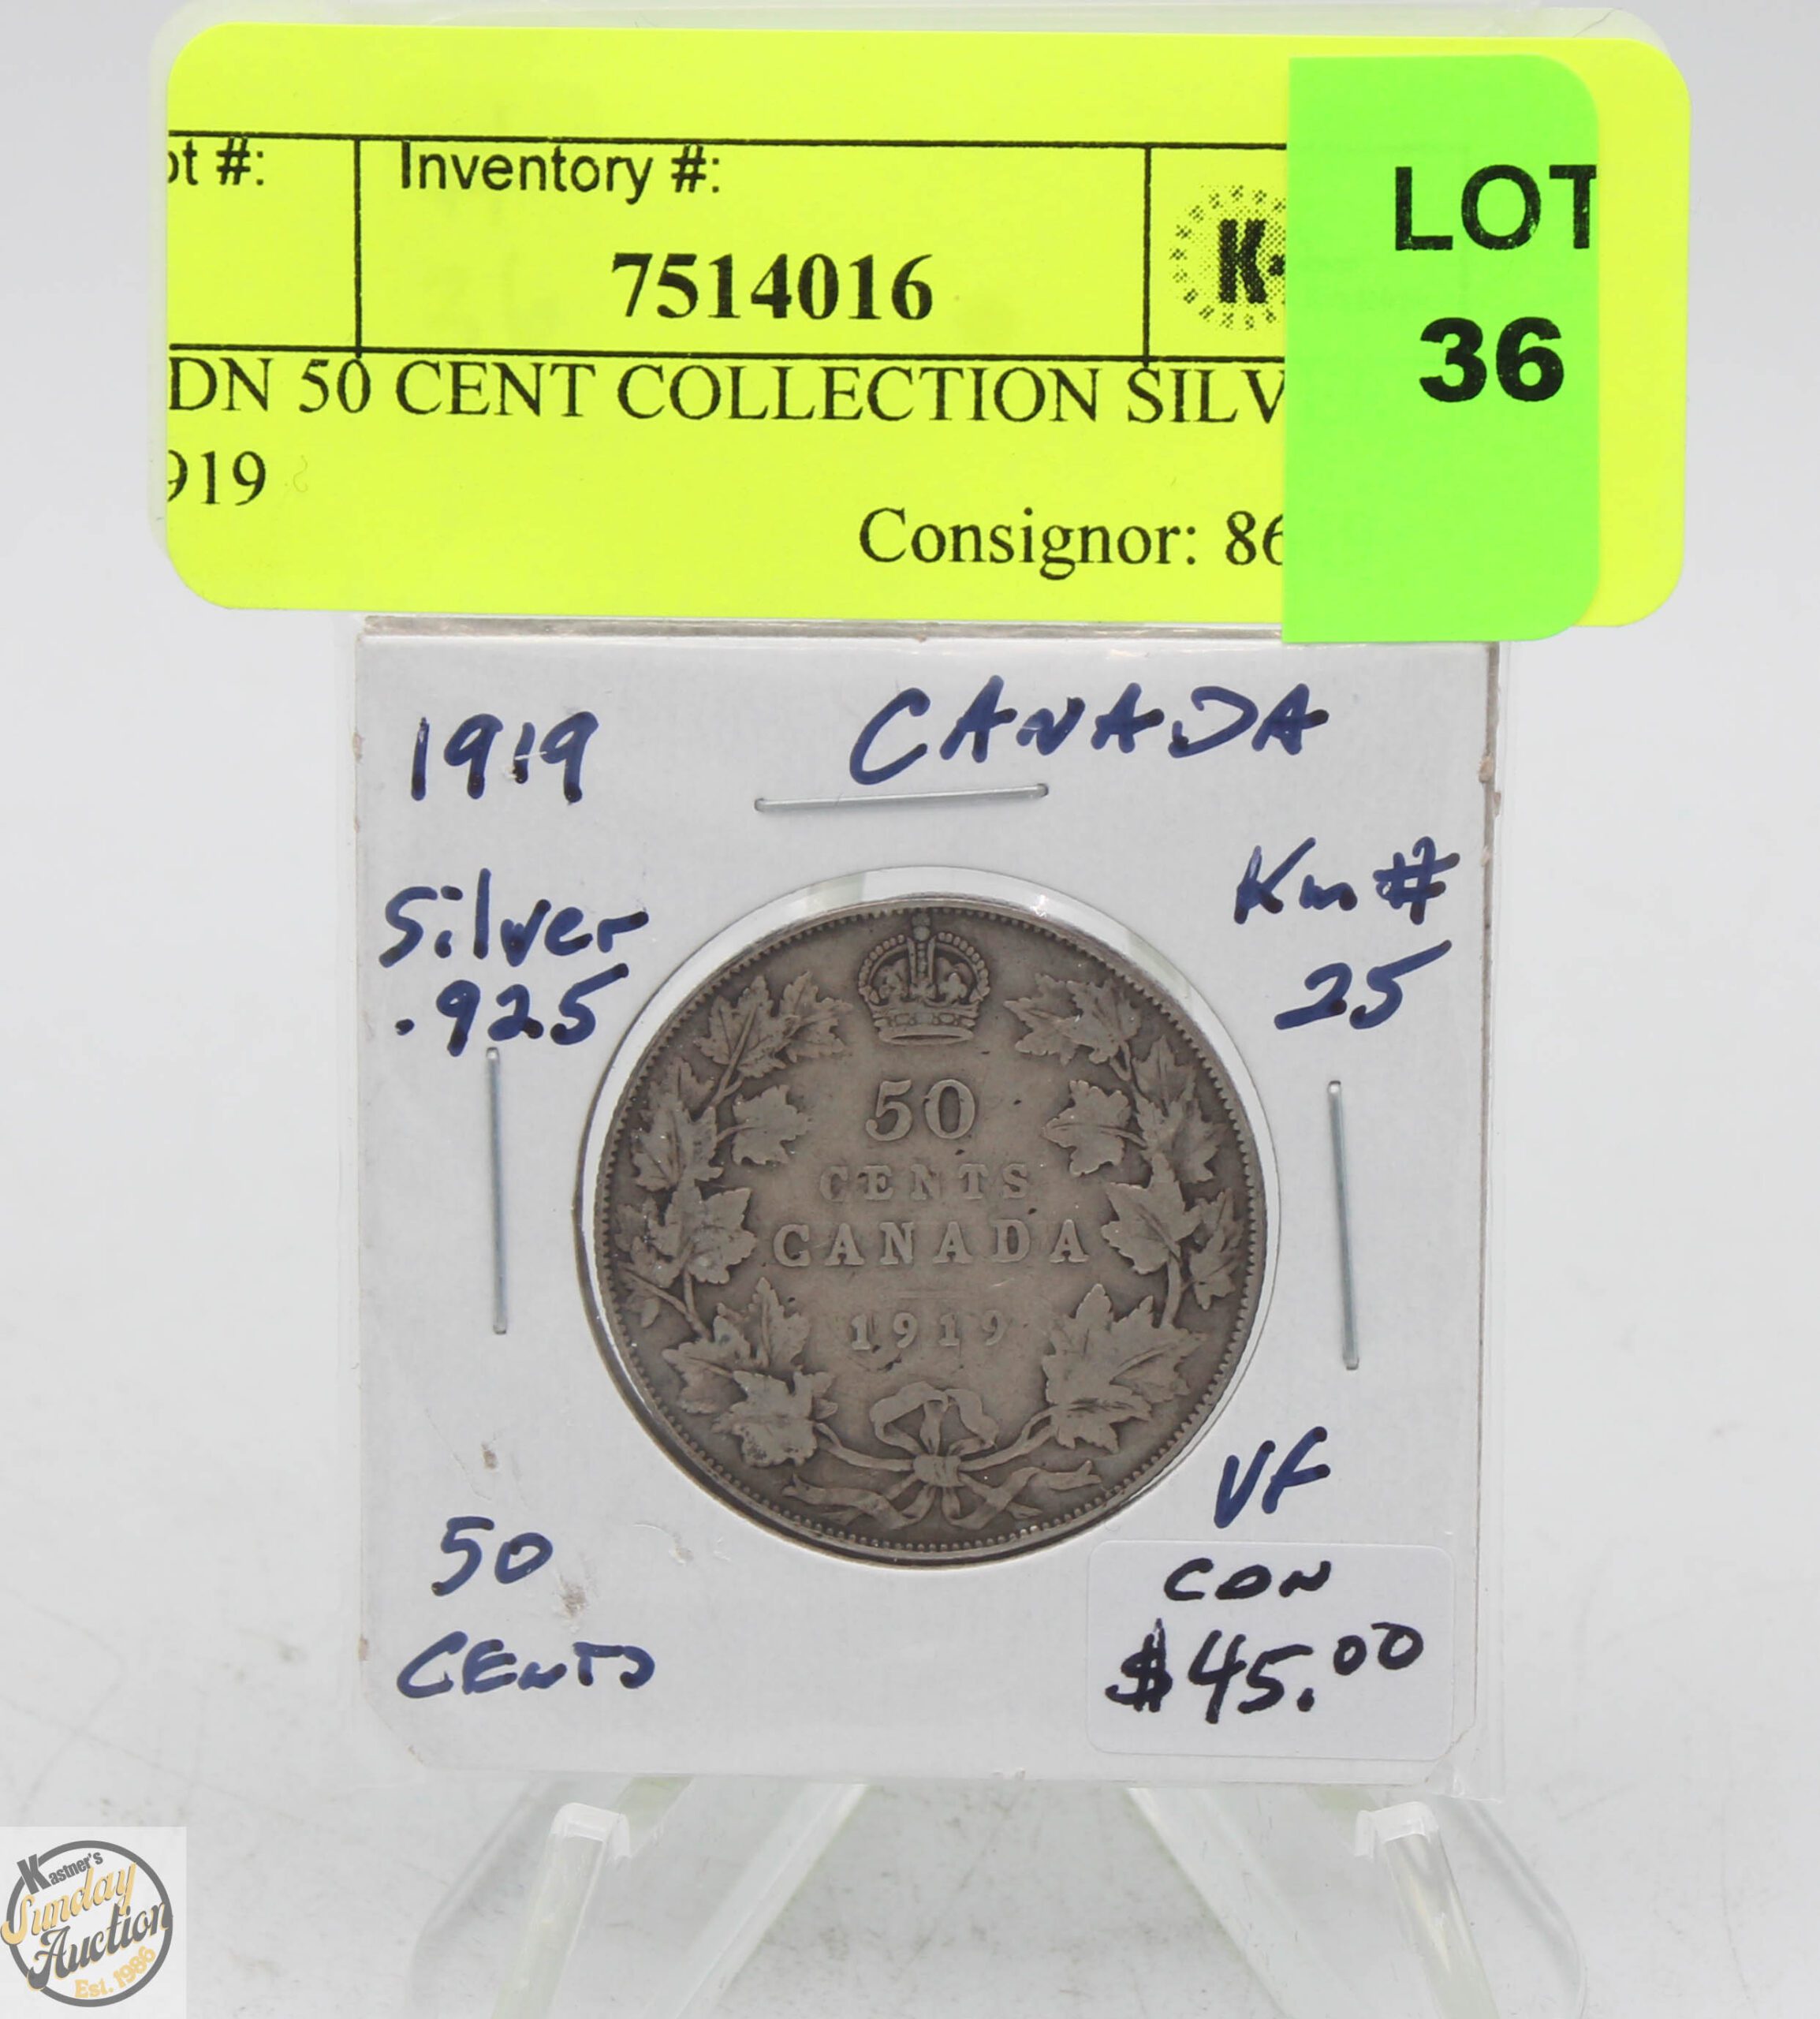 ot #:
Inventory #:
7514016
K-
LOT
36
DN 50 CENT COLLECTION SILV
919
Consignor: 86
1919
CANADA
Silver
.925
Km #
25
50
CENTS
CANADA
1919
50
CENTS
VF
CDN
$45.00
Kastner's
Sunday
Auction
Est. 1986